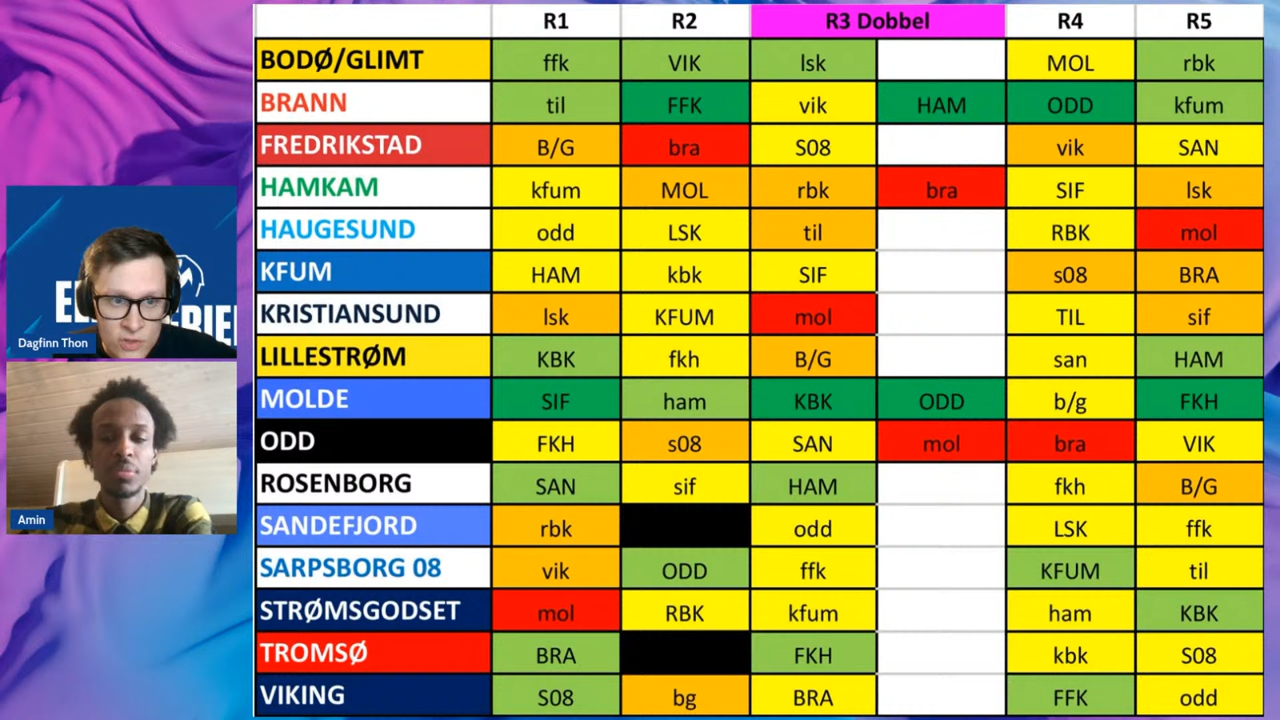 R1 R2 R3 Dobbel R4 R5
BODØ/GLIMT ffk VIK lsk MOL rbk
BRANN til FFK vik HAM ODD kfum
FREDRIKSTAD B/G bra S08 vik SAN
HAMKAM kfum MOL rbk bra SIF lsk
HAUGESUND odd LSK til RBK mol
KFUM HAM kbk SIF s08 BRA
KRISTIANSUND lsk KFUM mol TIL sif
LILLESTRØM KBK fkh B/G san HAM
MOLDE SIF ham KBK ODD b/g FKH
ODD FKH s08 SAN mol bra VIK
ROSENBORG SAN sif HAM fkh B/G
SANDEFJORD rbk odd LSK ffk
SARPSBORG 08 vik ODD ffk KFUM til
STRØMSGODSET mol RBK kfum ham KBK
TROMSØ BRA FKH kbk S08
VIKING S08 bg BRA FFK odd
Dagfinn Thon
Amin